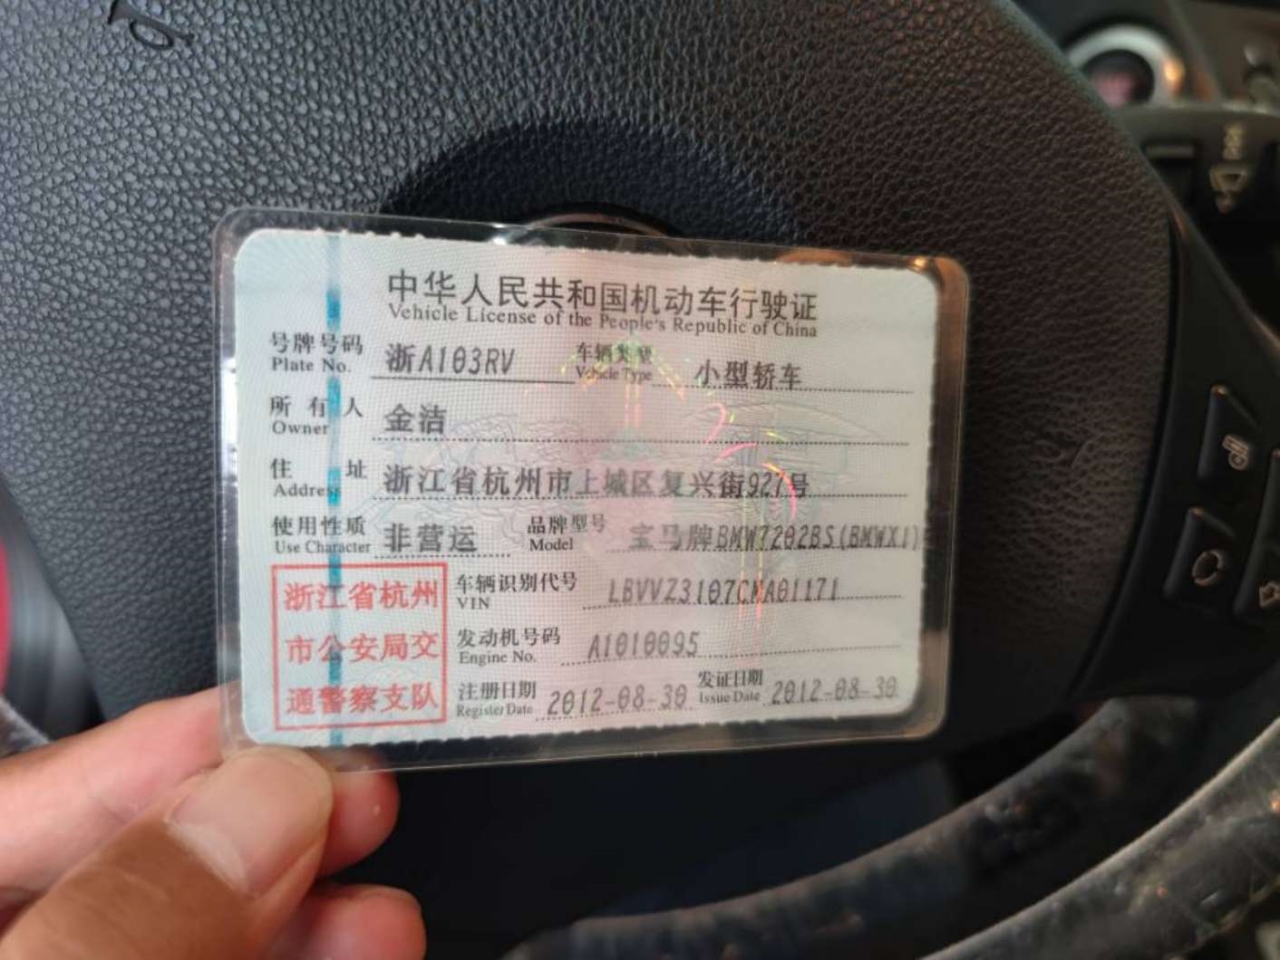 中华人民共和国机动车行驶证
Vehicle License of the People's Republic of China
号牌号码 浙A103RV 车辆类型 小型轿车
Plate No. Vehicle Type
所有人 金洁
Owner
住址 浙江省杭州市上城区复兴街927号
Address
使用性质 非营运 品牌型号 宝马牌BMW7202BS(BMWX1)
Use Character Model
浙江省杭州
市公安局交
通警察支队
车辆识别代号
VIN
发动机号码 A1010095
Engine No.
注册日期 2012-08-30 发证日期 2012-08-30
Register Date Issue Date